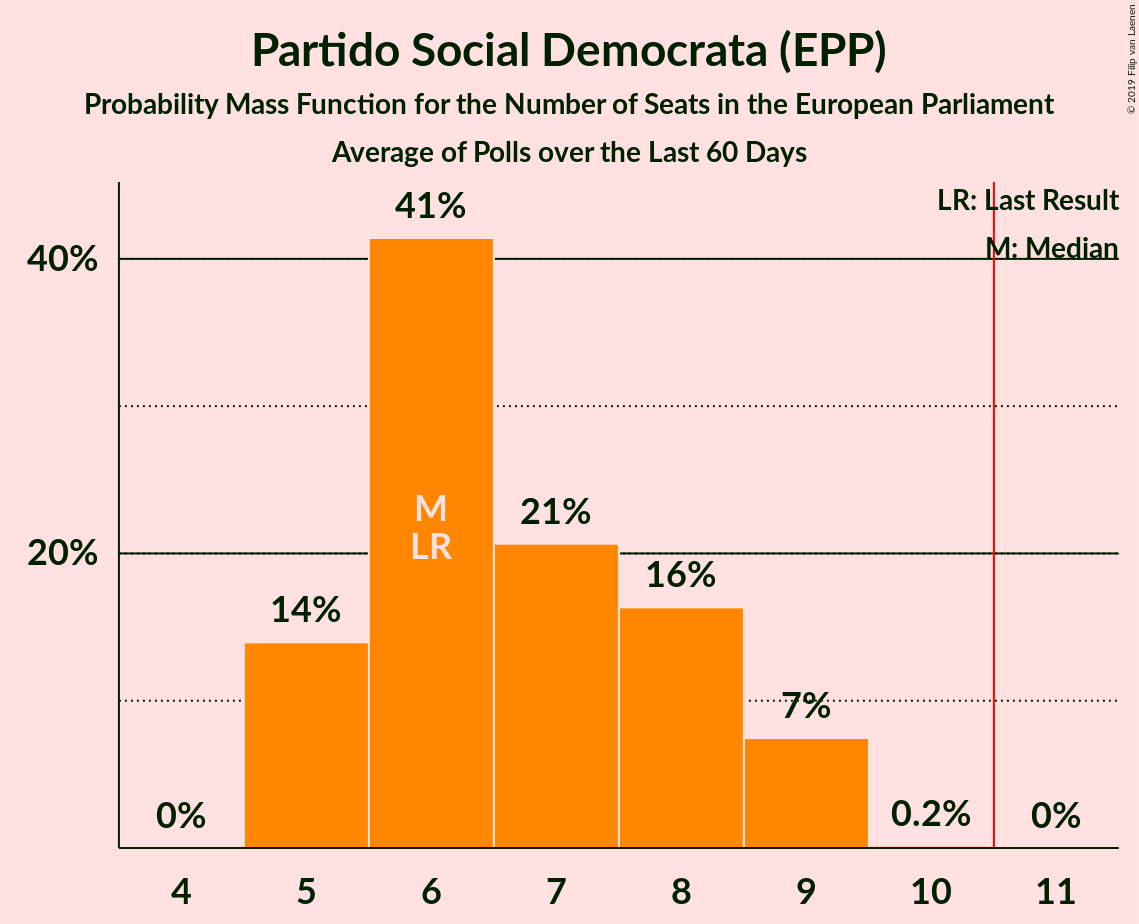 Partido Social Democrata (EPP)
Probability Mass Function for the Number of Seats in the European Parliament
Average of Polls over the Last 60 Days
© 2019 Filip van Laenen
LR: Last Result
M: Median
40%
20%
0%
14%
41%
M
LR
21%
16%
7%
0.2%
0%
4 5 6 7 8 9 10 11